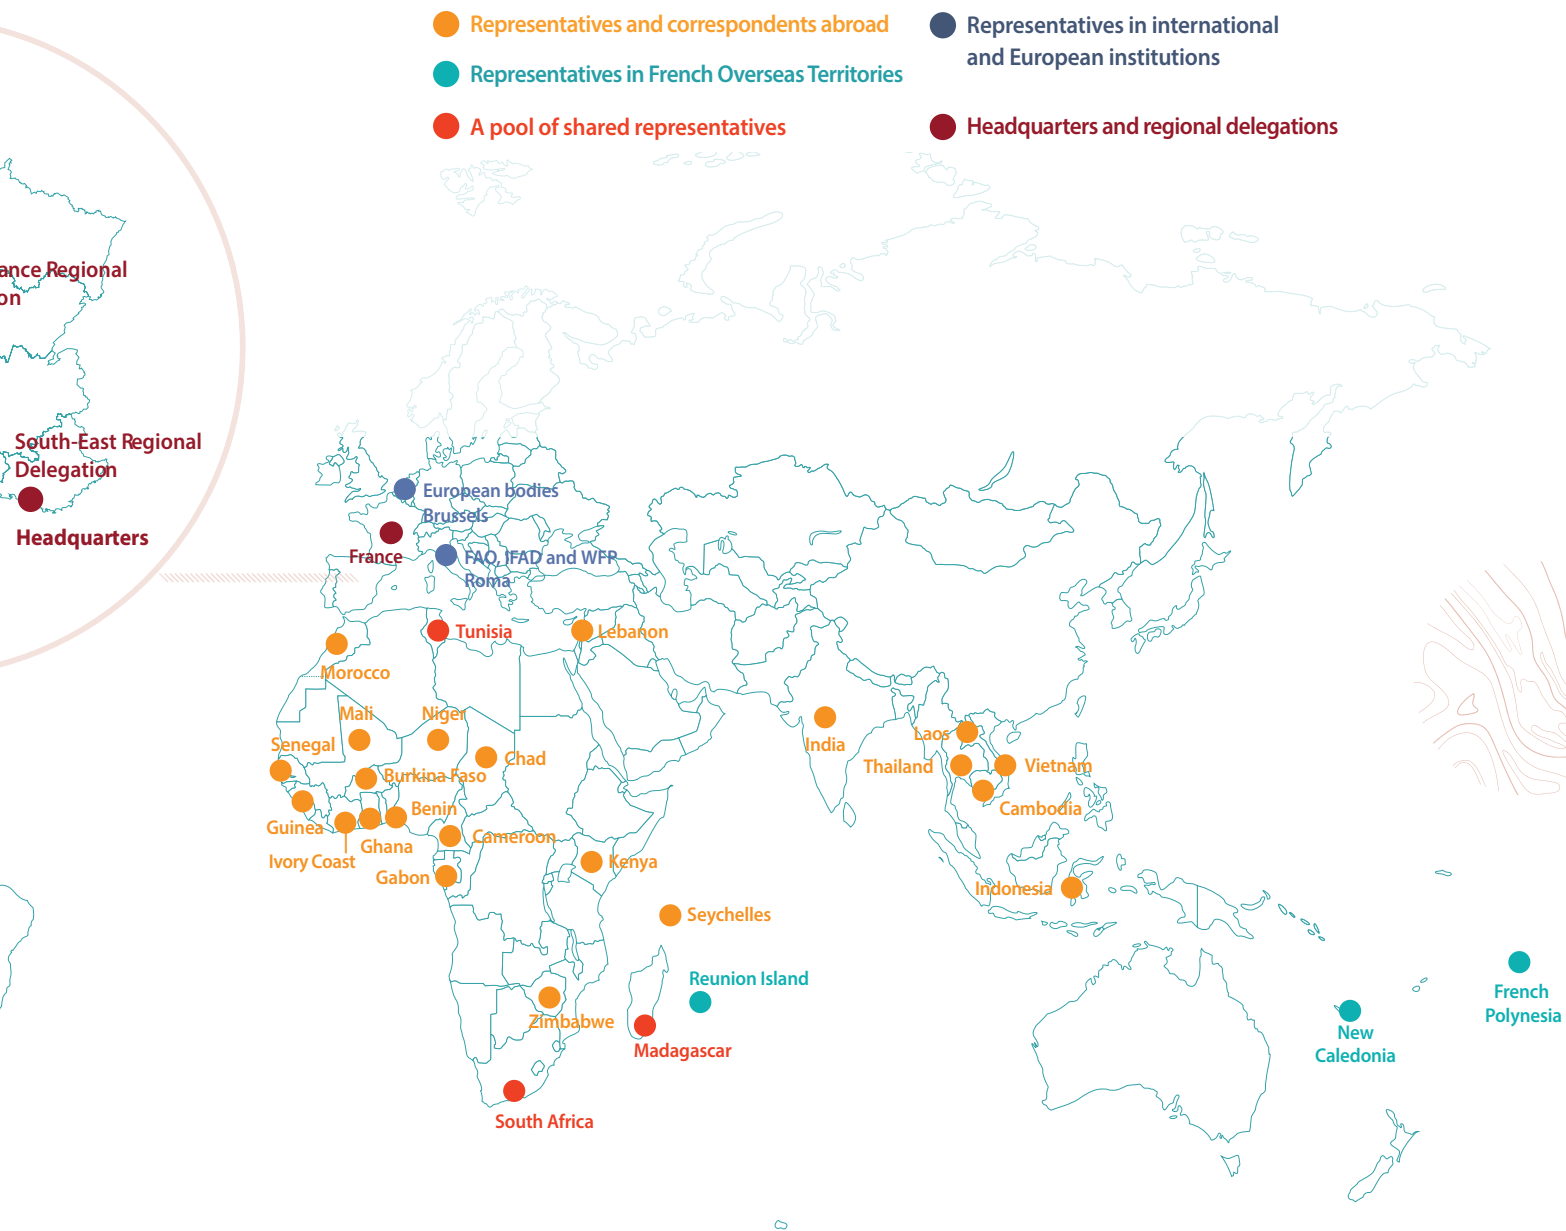 Representatives and correspondents abroad
Representatives in French Overseas Territories
A pool of shared representatives
Representatives in international
and European institutions
Headquarters and regional delegations
ance Regional
on
South-East Regional
Delegation
Headquarters
European bodies
Brussels
France
FAO, IFAD and WFP
Roma
Tunisia
Lebanon
Morocco
Mali
Niger
Senegal
Chad
Burkina Faso
Benin
Guinea
Ghana
Ivory Coast
Cameroon
Gabon
Kenya
Seychelles
Reunion Island
Zimbabwe
Madagascar
South Africa
India
Laos
Thailand
Vietnam
Cambodia
Indonesia
French
Polynesia
New
Caledonia